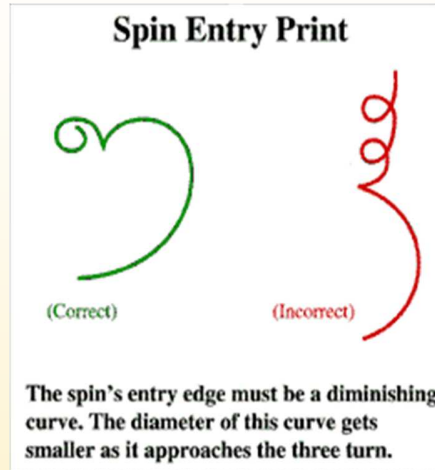 Spin Entry Print
(Correct)
(Incorrect)
The spin's entry edge must be a diminishing
curve. The diameter of this curve gets
smaller as it approaches the three turn.